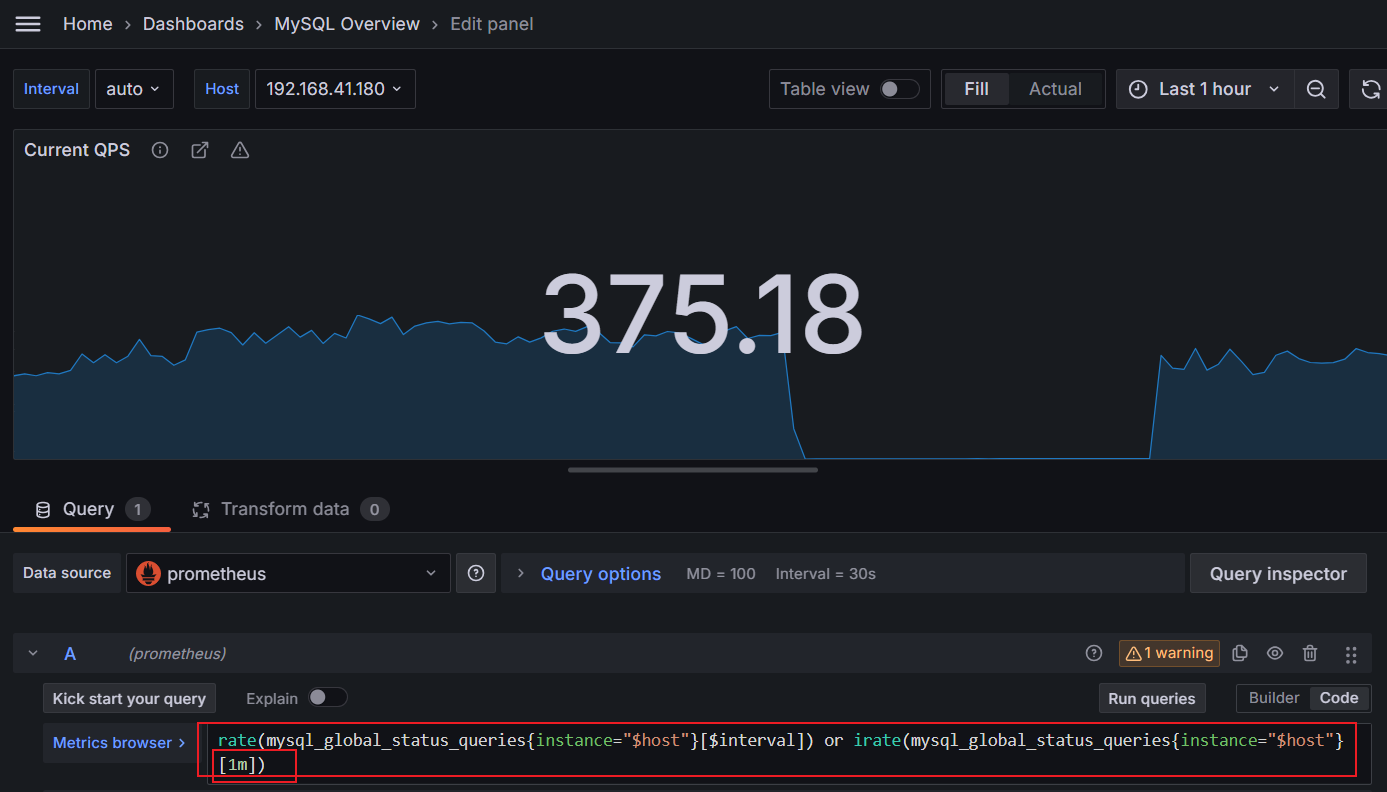 Home › Dashboards › MySQL Overview › Edit panel
Interval auto Host 192.168.41.180 Table view Fill Actual Last 1 hour
Current QPS
375.18
Query 1 Transform data 0
Data source prometheus Query options MD = 100 Interval = 30s Query inspector
A (prometheus) 1 warning
Kick start your query Explain Run queries Builder Code
Metrics browser › rate(mysql_global_status_queries{instance="$host"}[$interval]) or irate(mysql_global_status_queries{instance="$host"}
[1m])